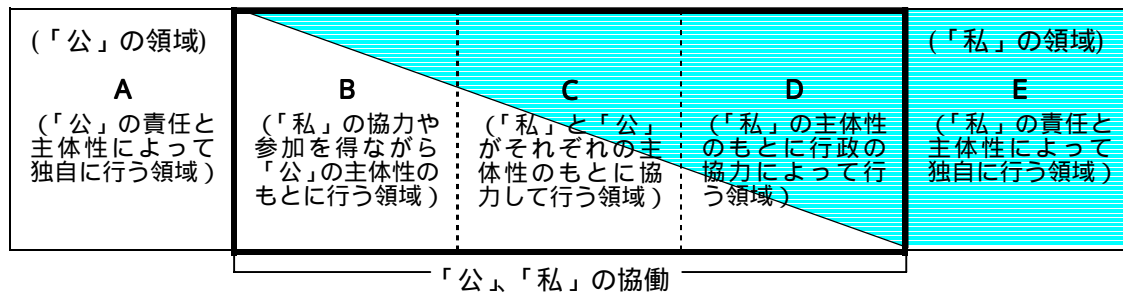 (「公」の領域)
A
(「公」の責任と
主体性によって
独自に行う領域)
B
(「私」の協力や
参加を得ながら
「公」の主体性の
もとに行う領域)
C
(「私」と「公」
がそれぞれの主
体性のもとに協
力して行う領域)
D
(「私」の主体性
のもとに行政の
協力によって行
う領域)
(「私」の領域)
E
(「私」の責任と
主体性によって
独自に行う領域)
「公」、「私」の協働